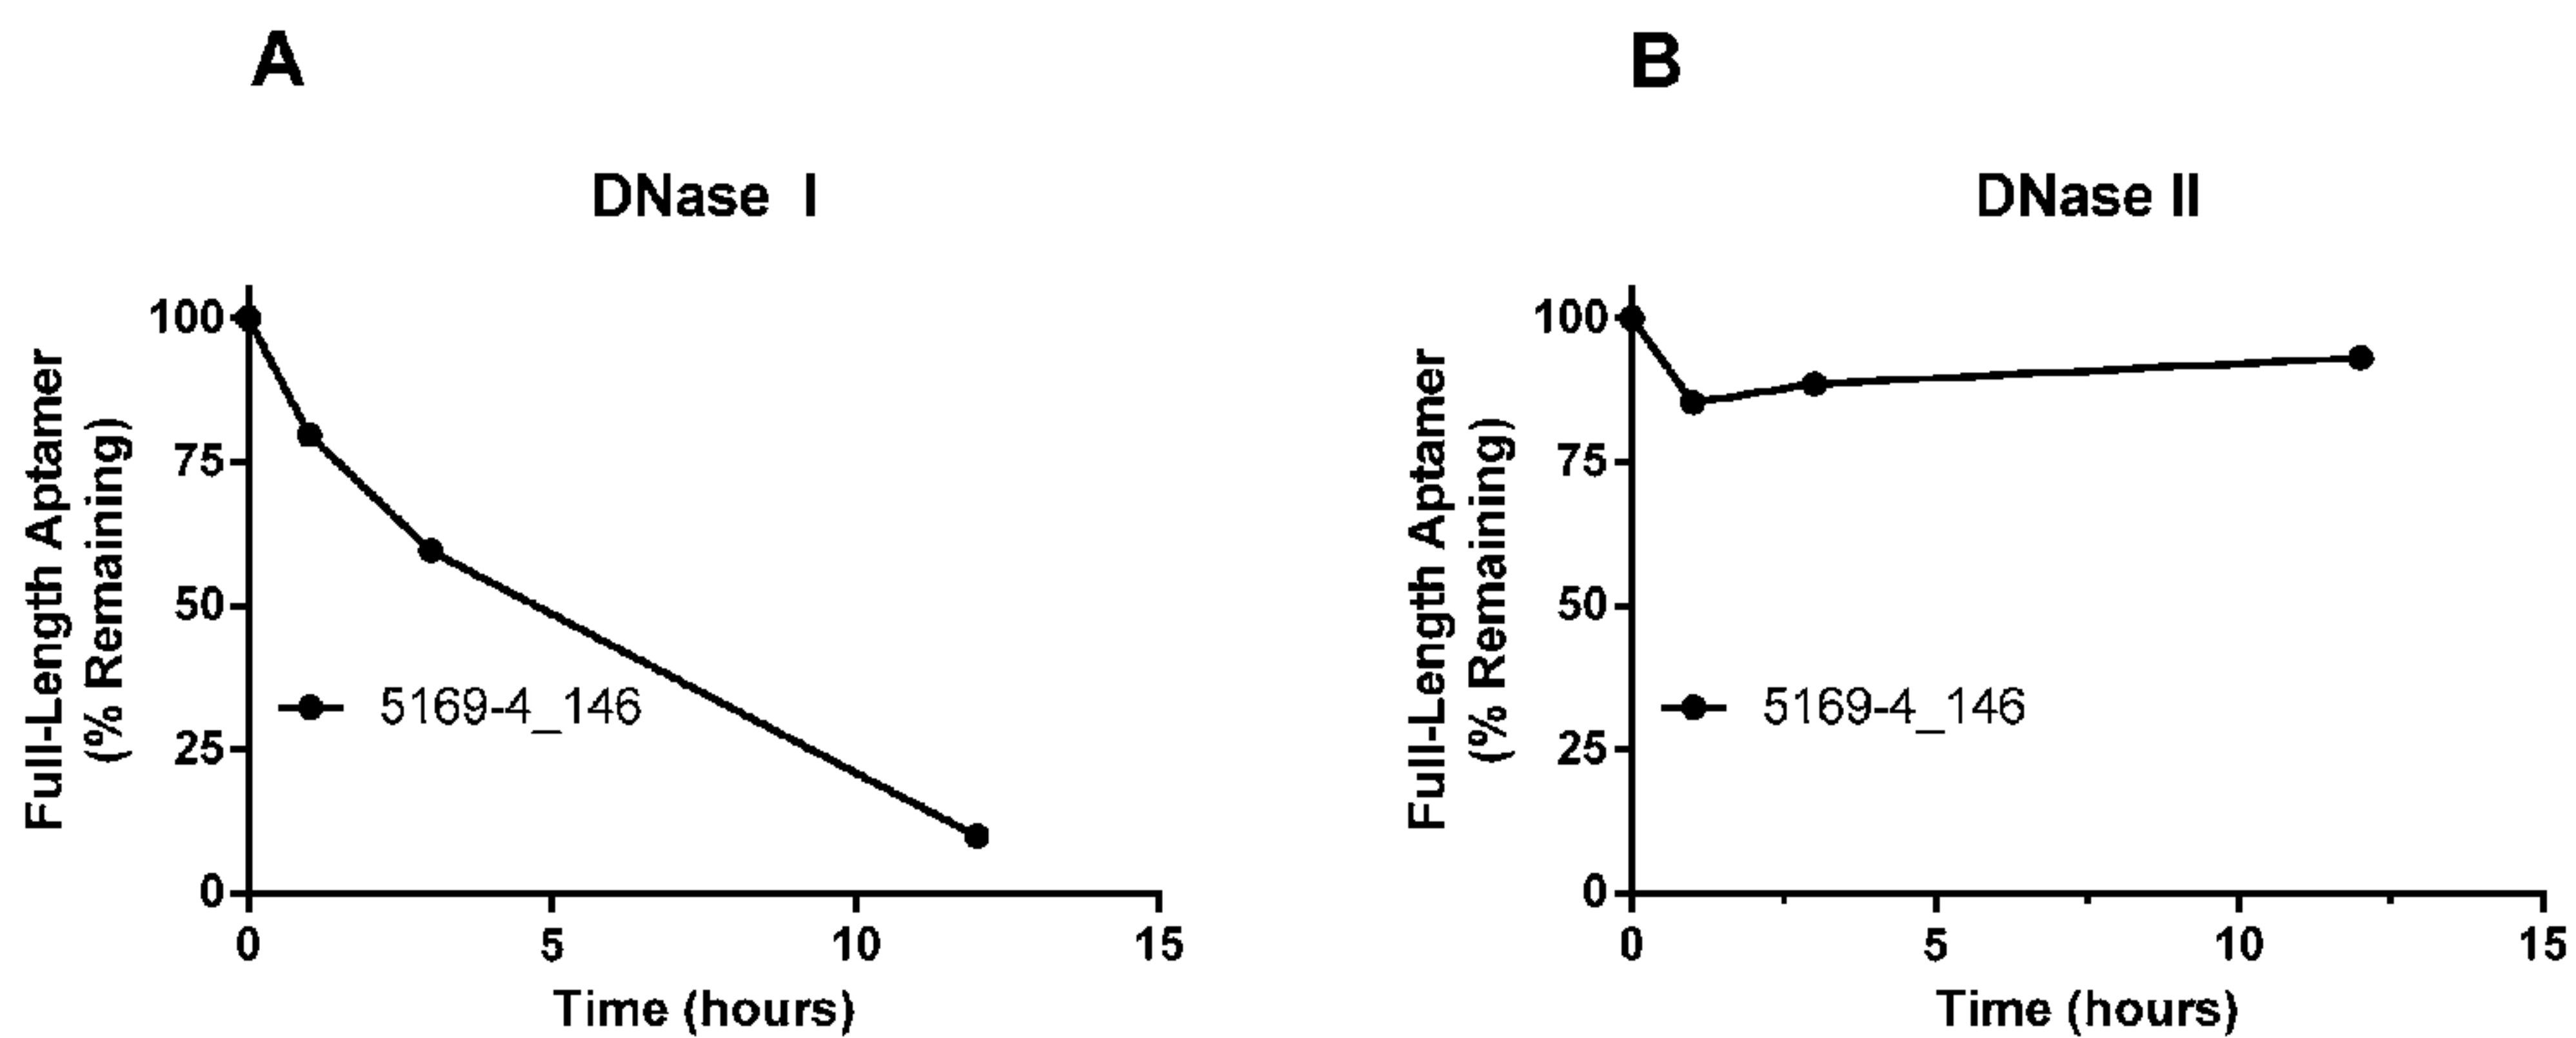 A
DNase I
Full-Length Aptamer
(% Remaining)
100
75
50
25
0
5169-4_146
0 5 10 15
Time (hours)
B
DNase II
Full-Length Aptamer
(% Remaining)
100
75
50
25
0
5169-4_146
0 5 10 15
Time (hours)